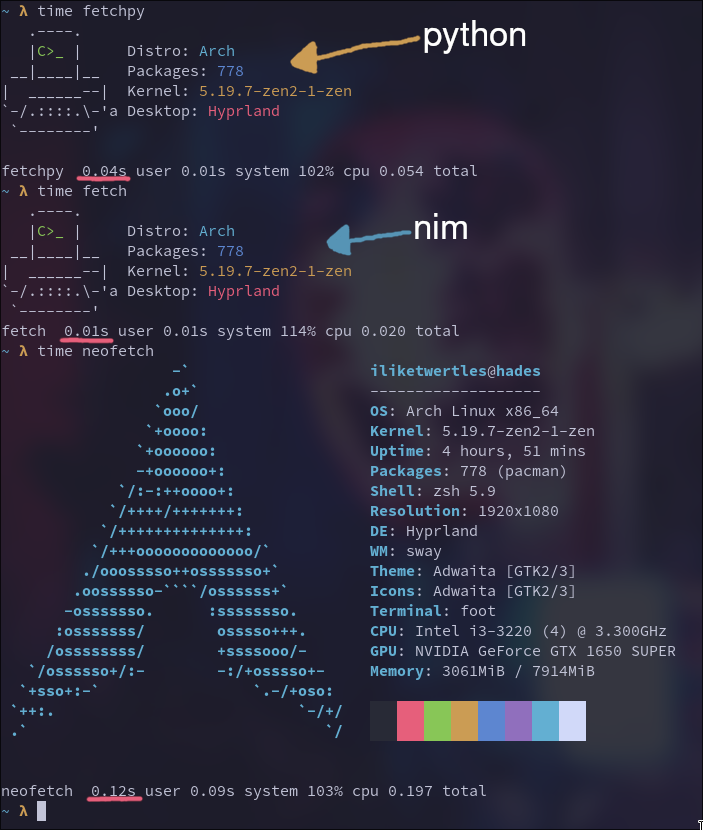 ~ λ time fetchpy
python
   .----.
   |C>_ |     Distro: Arch
 __|____|__   Packages: 778
|  ______--|  Kernel: 5.19.7-zen2-1-zen
`-/.::::.\-'a Desktop: Hyprland
 `--------'
fetchpy  0.04s user 0.01s system 102% cpu 0.054 total
~ λ time fetch
nim
   .----.
   |C>_ |     Distro: Arch
 __|____|__   Packages: 778
|  ______--|  Kernel: 5.19.7-zen2-1-zen
`-/.::::.\-'a Desktop: Hyprland
 `--------'
fetch  0.01s user 0.01s system 114% cpu 0.020 total
~ λ time neofetch
                   -`                    iliketwertles@hades
                  .o+`                   -------------------
                 `ooo/                   OS: Arch Linux x86_64
                `+oooo:                  Kernel: 5.19.7-zen2-1-zen
               `+oooooo:                 Uptime: 4 hours, 51 mins
               -+oooooo+:                Packages: 778 (pacman)
             `/:-:++oooo+:               Shell: zsh 5.9
            `/++++/+++++++:              Resolution: 1920x1080
           `/++++++++++++++:             DE: Hyprland
          `/+++ooooooooooooo/`           WM: sway
         ./ooosssso++osssssso+`          Theme: Adwaita [GTK2/3]
        .oossssso-````/ossssss+`         Icons: Adwaita [GTK2/3]
       -osssssso.      :ssssssso.        Terminal: foot
      :osssssss/        osssso+++.       CPU: Intel i3-3220 (4) @ 3.300GHz
     /ossssssss/        +ssssooo/-       GPU: NVIDIA GeForce GTX 1650 SUPER
   `/ossssso+/:-        -:/+osssso+-     Memory: 3061MiB / 7914MiB
  `+sso+:-`                 `.-/+oso:
 `++:.                           `-/+/
 .`                                 `/
neofetch  0.12s user 0.09s system 103% cpu 0.197 total
~ λ